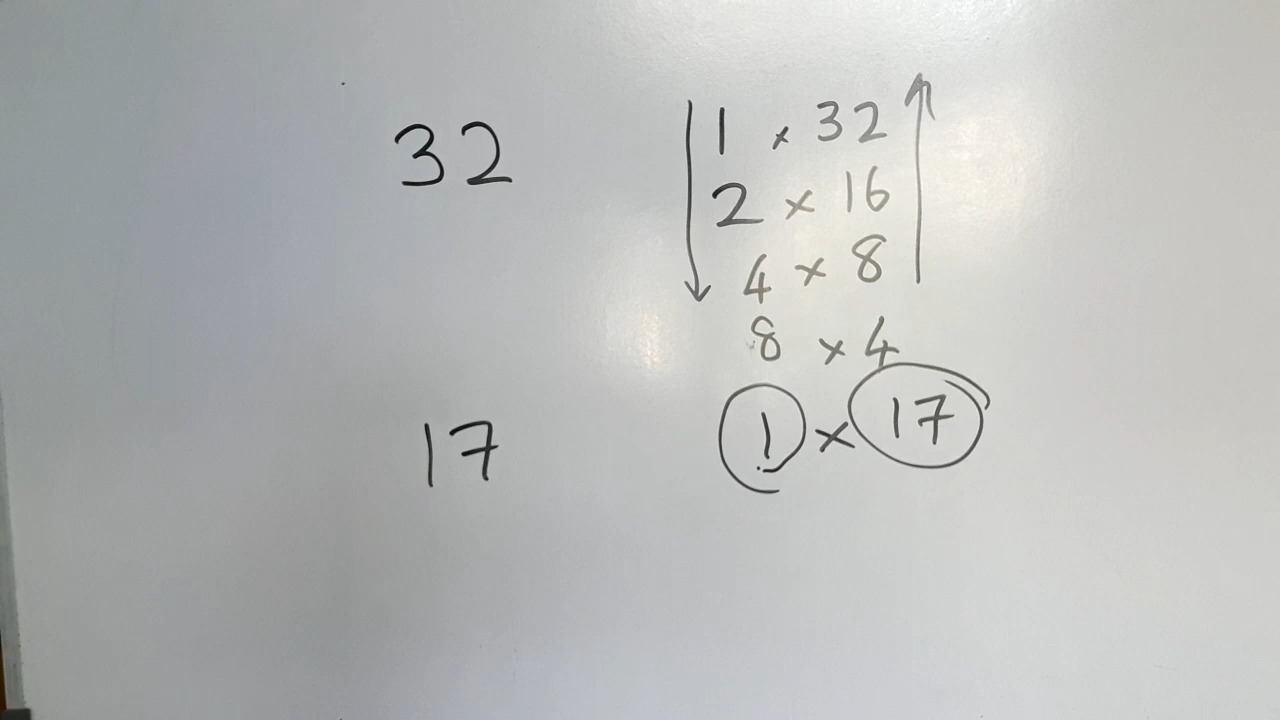 32
1 × 32
2 × 16
4 × 8
8 × 4
17
1 × 17